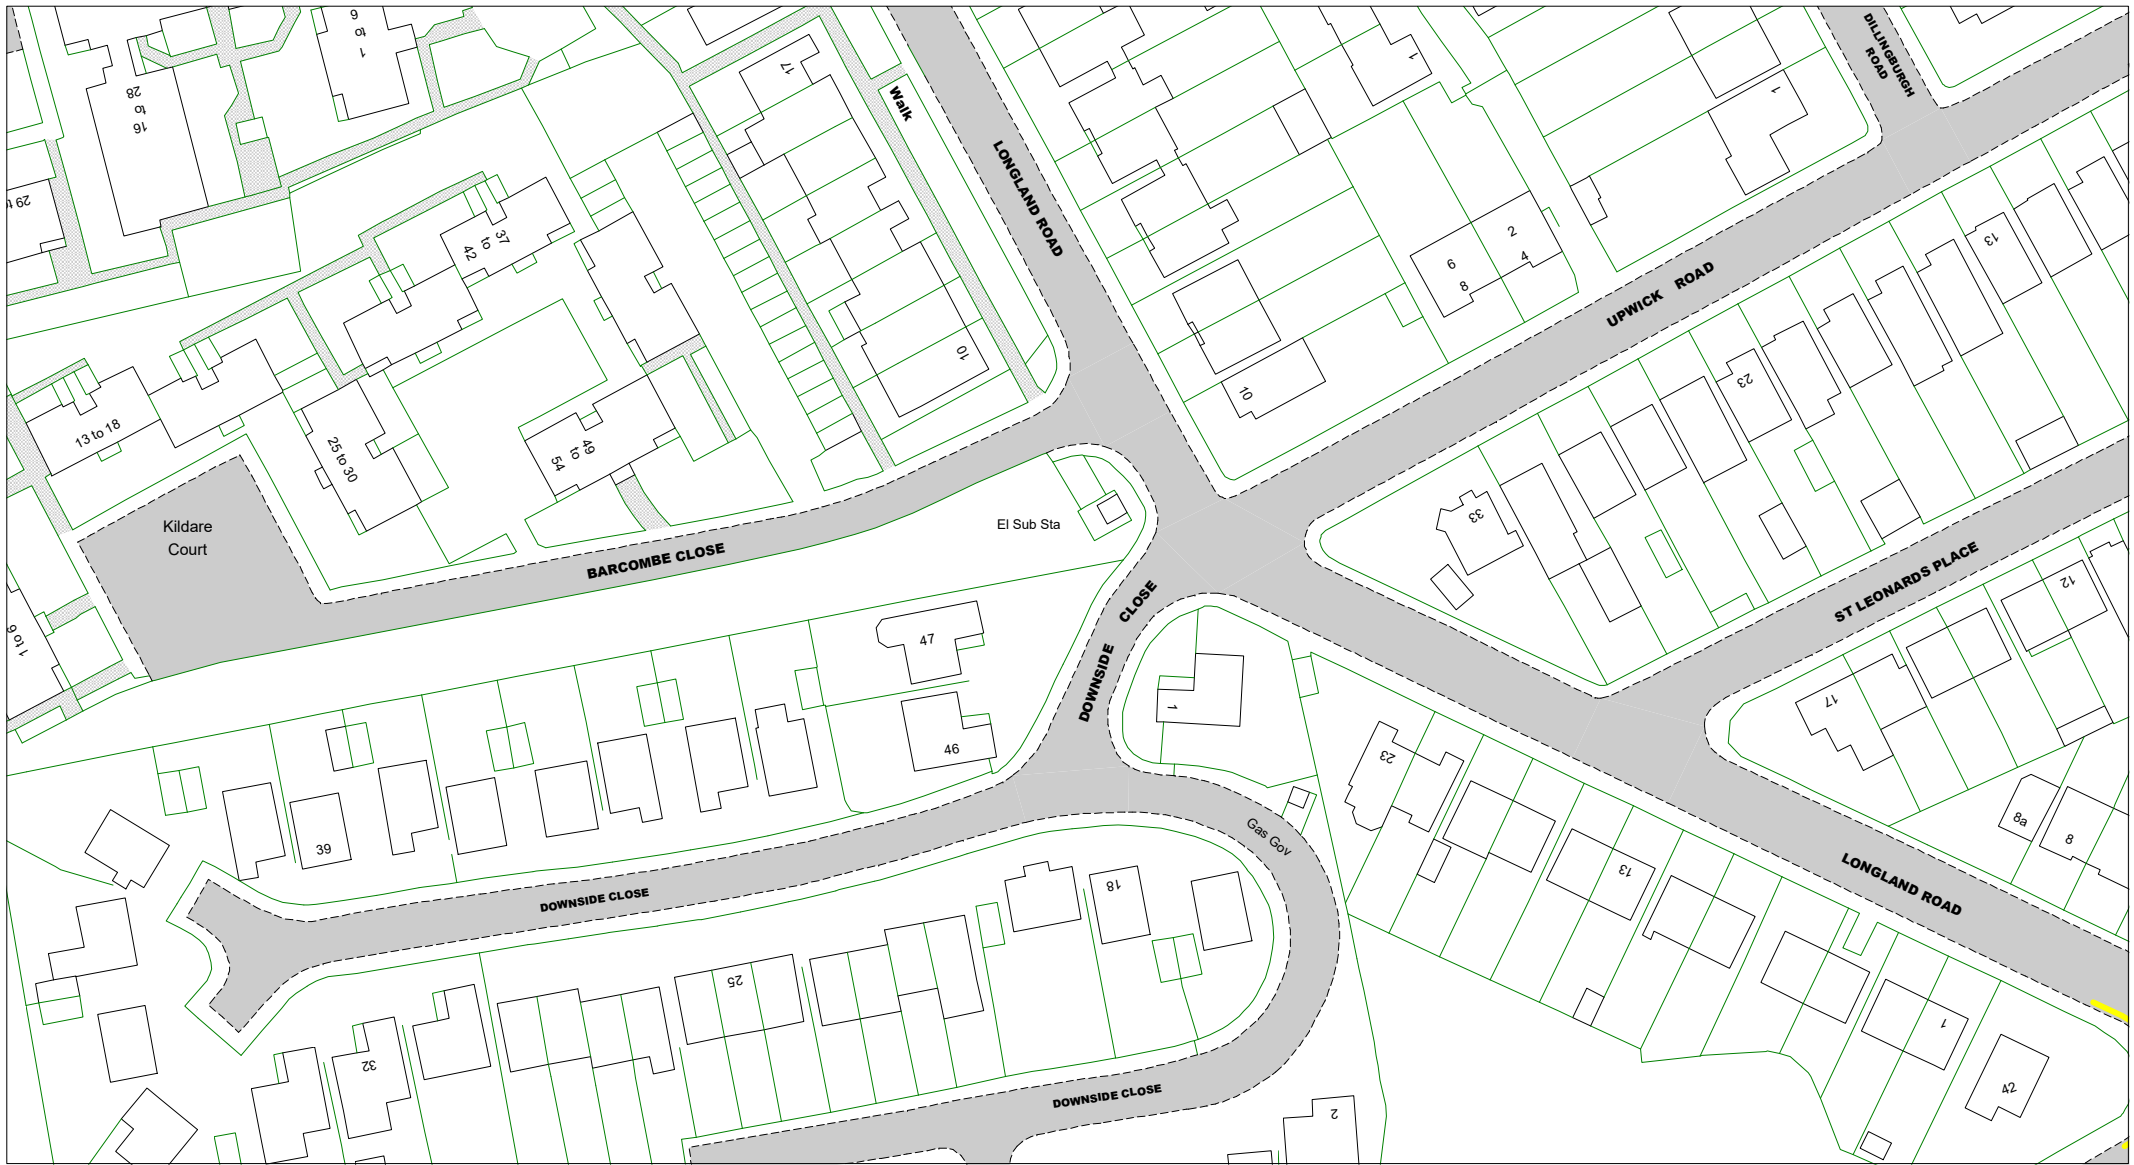 6
to
1
28
to
16
29 to
17
Walk
LONGLAND ROAD
1
DILLINGBURGH
ROAD
1
42
to
37
2
4
6
8
UPWICK ROAD
13
23
33
10
10
13 to 18
25 to 30
54
to
49
Kildare
Court
El Sub Sta
BARCOMBE CLOSE
ST LEONARDS PLACE
12
17
1 to 6
47
46
DOWNSIDE CLOSE
1
23
39
Gas Gov
13
8a
8
LONGLAND ROAD
DOWNSIDE CLOSE
18
25
32
1
42
DOWNSIDE CLOSE
2